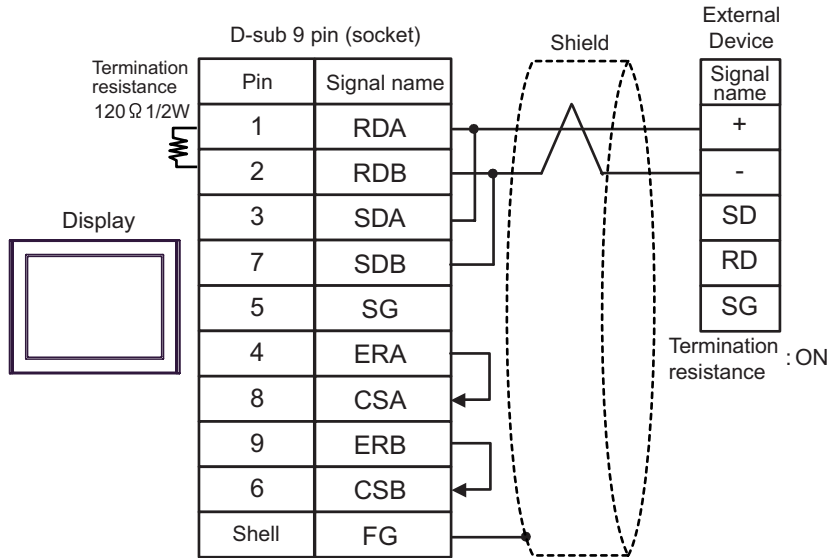 D-sub 9 pin (socket)
Shield
External
Device
Termination
resistance
120Ω 1/2W
Pin Signal name
Signal
name
1 RDA +
2 RDB -
3 SDA SD
Display
7 SDB RD
5 SG SG
4 ERA
Termination
resistance : ON
8 CSA
9 ERB
6 CSB
Shell FG